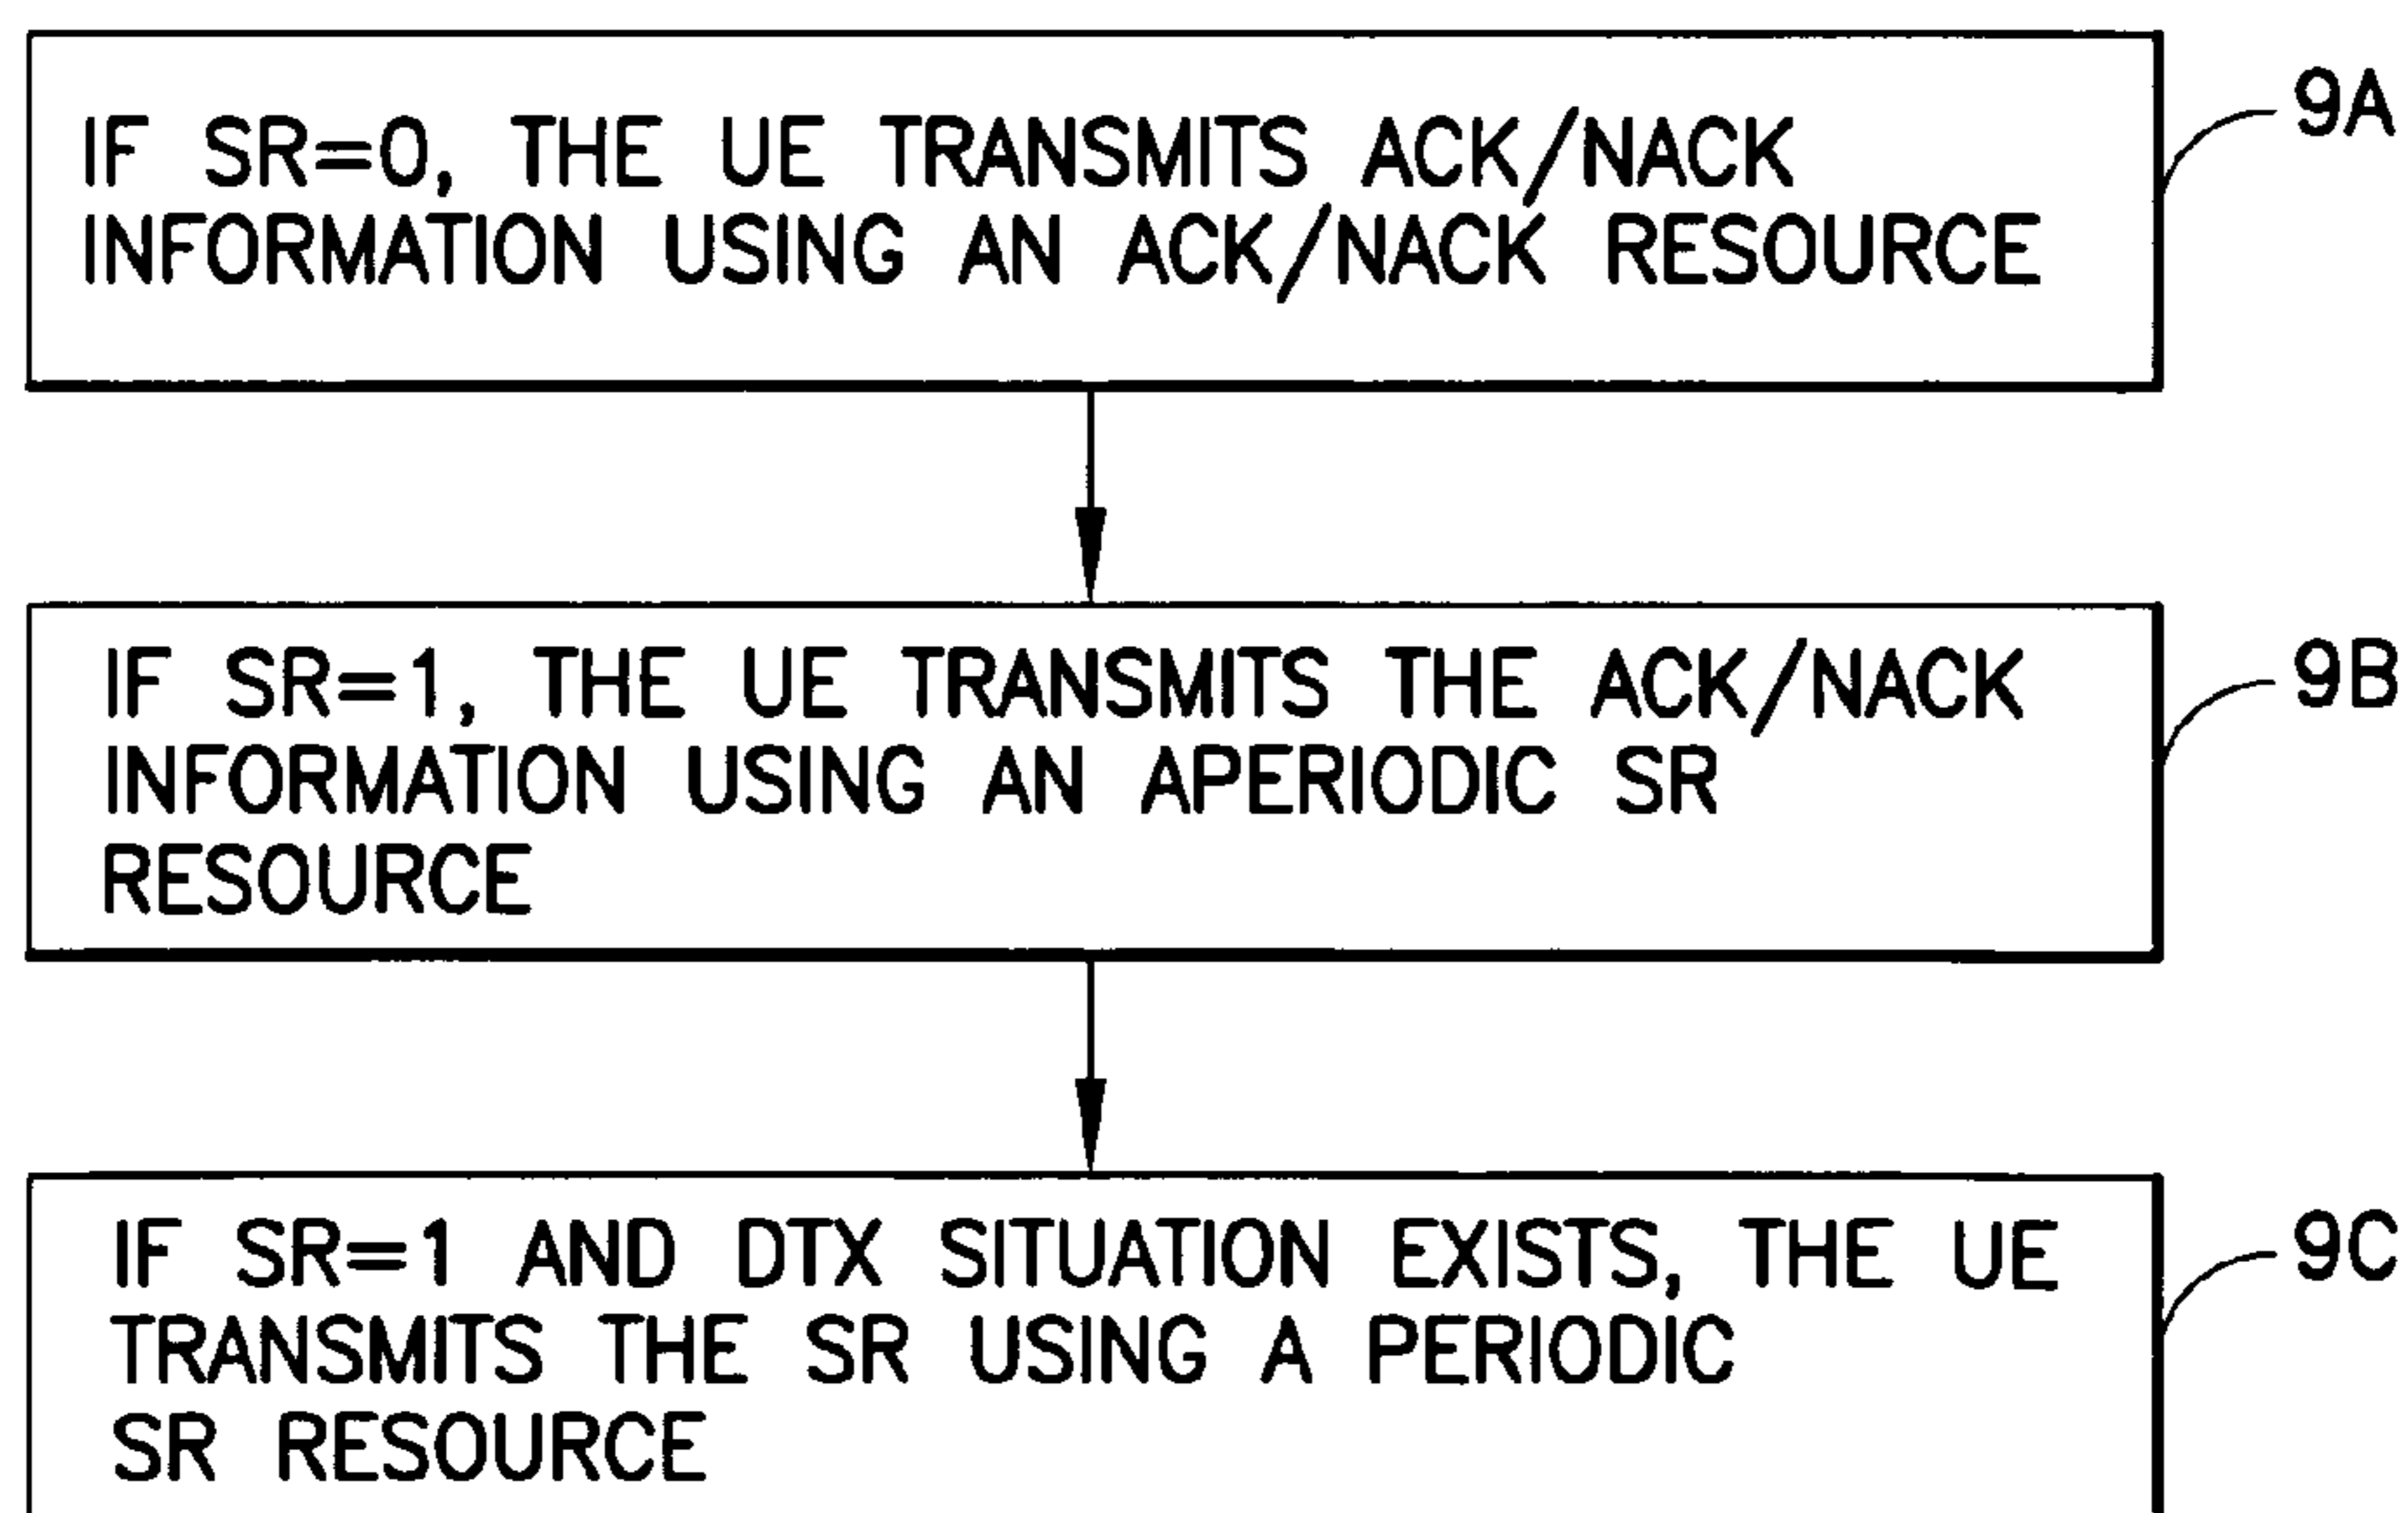 IF SR=0, THE UE TRANSMITS ACK/NACK
INFORMATION USING AN ACK/NACK RESOURCE
9A
IF SR=1, THE UE TRANSMITS THE ACK/NACK
INFORMATION USING AN APERIODIC SR
RESOURCE
9B
IF SR=1 AND DTX SITUATION EXISTS, THE UE
TRANSMITS THE SR USING A PERIODIC
SR RESOURCE
9C